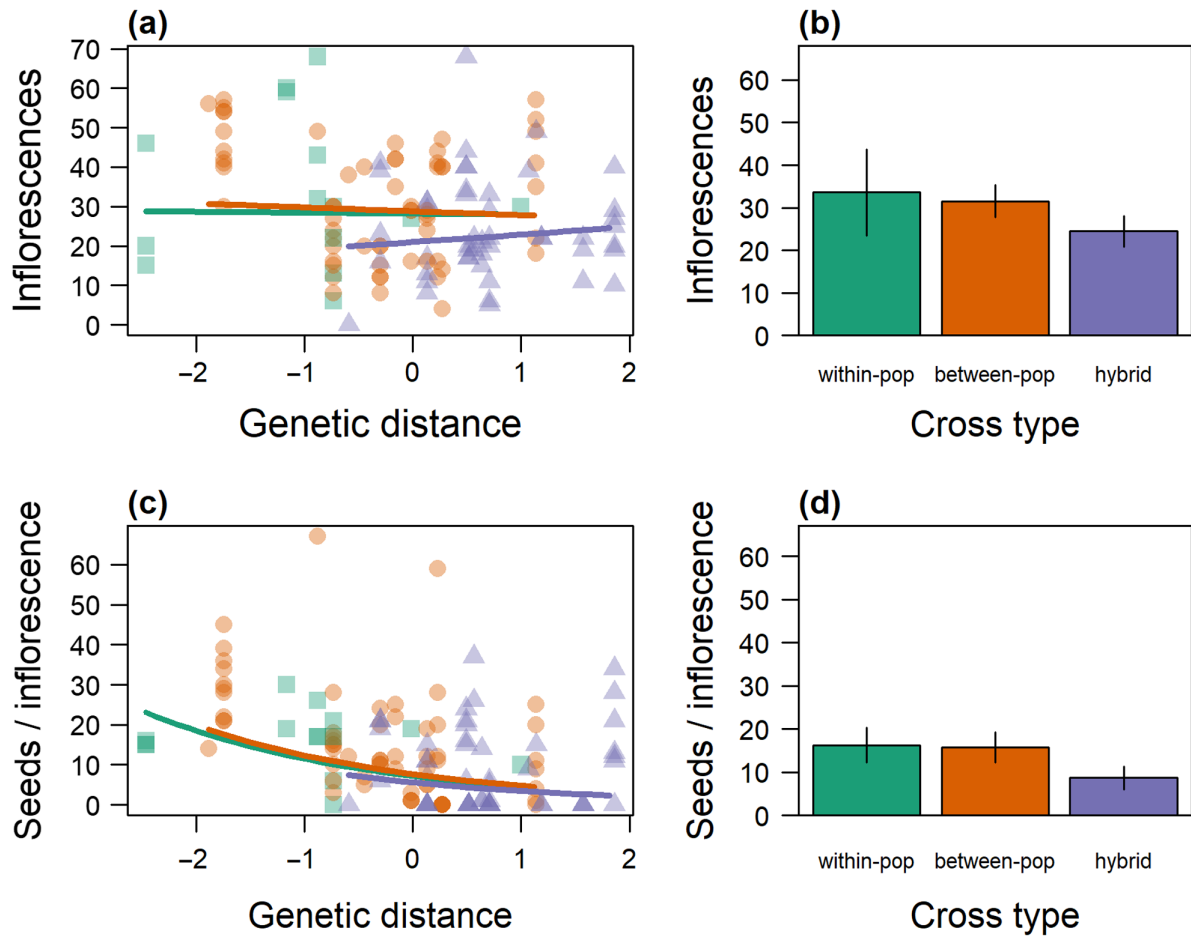 (a)
Inflorescences
70
60
50
40
30
20
10
0
−2
−1
0
1
2
Genetic distance
(b)
Inflorescences
60
50
40
30
20
10
0
within-pop
between-pop
hybrid
Cross type
(c)
Seeds / inflorescence
60
50
40
30
20
10
0
−2
−1
0
1
2
Genetic distance
(d)
Seeds / inflorescence
60
50
40
30
20
10
0
within-pop
between-pop
hybrid
Cross type